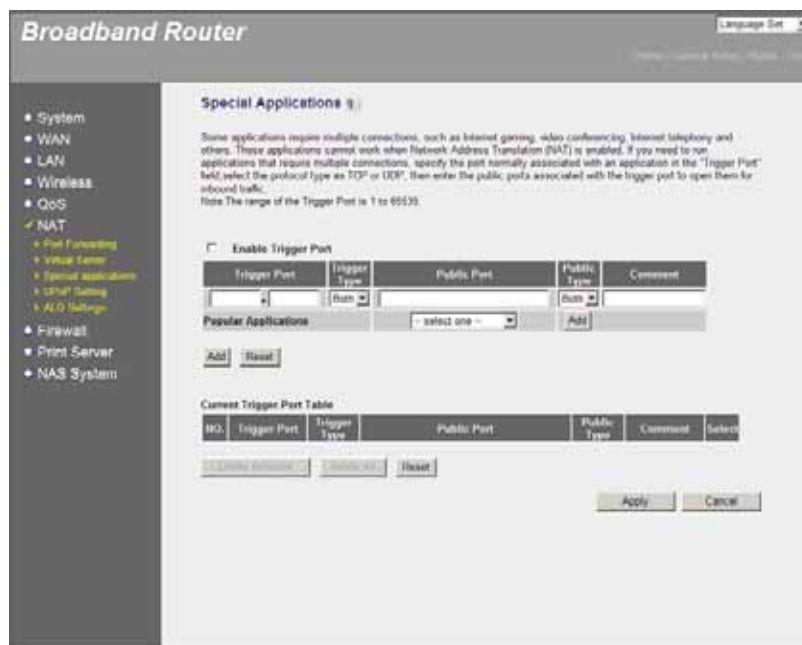 Broadband Router
Language Set
System
WAN
LAN
Wireless
QoS
NAT
Port Forwarding
Virtual Server
Special applications
UPnP Setting
ALG Settings
Firewall
Print Server
NAS System
Special Applications
Some applications require multiple connections, such as Internet gaming, video conferencing, Internet telephony and
others. These applications cannot work when Network Address Translation (NAT) is enabled. If you need to run
applications that require multiple connections, specify the port normally associated with an application in the "Trigger Port"
field,select the protocol type as TCP or UDP, then enter the public ports associated with the trigger port to open them for
inbound traffic.
Note The range of the Trigger Port is 1 to 65535.
Enable Trigger Port
Trigger Port Trigger Type Public Port Public Type Comment
- Both Both
Popular Applications -- select one -- Add
Add Reset
Current Trigger Port Table
NO. Trigger Port Trigger Type Public Port Public Type Comment Select
Reset
Apply Cancel